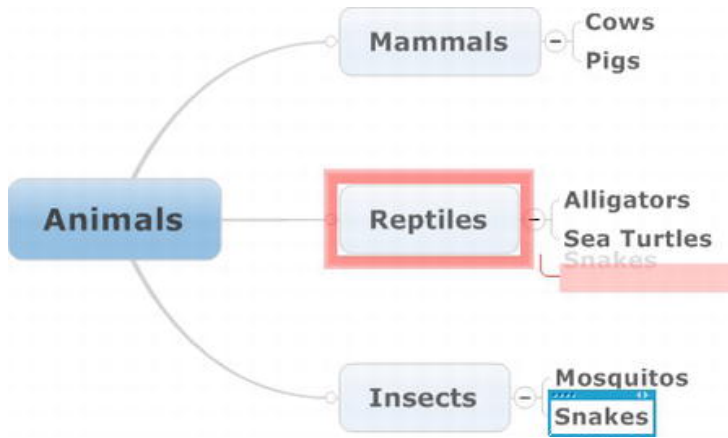 Mammals
Cows
Pigs
Animals
Reptiles
Alligators
Sea Turtles
Snakes
Insects
Mosquitos
Snakes